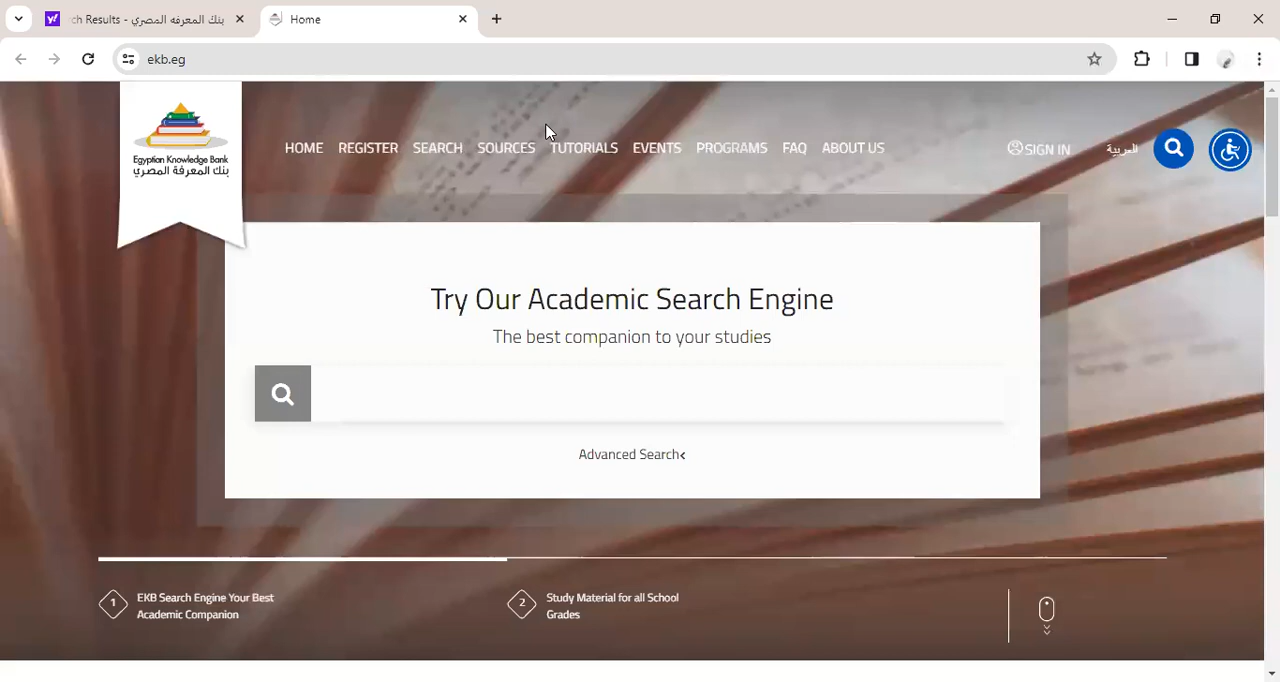 ch Results - بنك المعرفه المصري
Home
ekb.eg
Egyptian Knowledge Bank
بنك المعرفة المصري
HOME REGISTER SEARCH SOURCES TUTORIALS EVENTS PROGRAMS FAQ ABOUT US
SIGN IN
العربية
Try Our Academic Search Engine
The best companion to your studies
Advanced Search
1
EKB Search Engine Your Best
Academic Companion
2
Study Material for all School
Grades